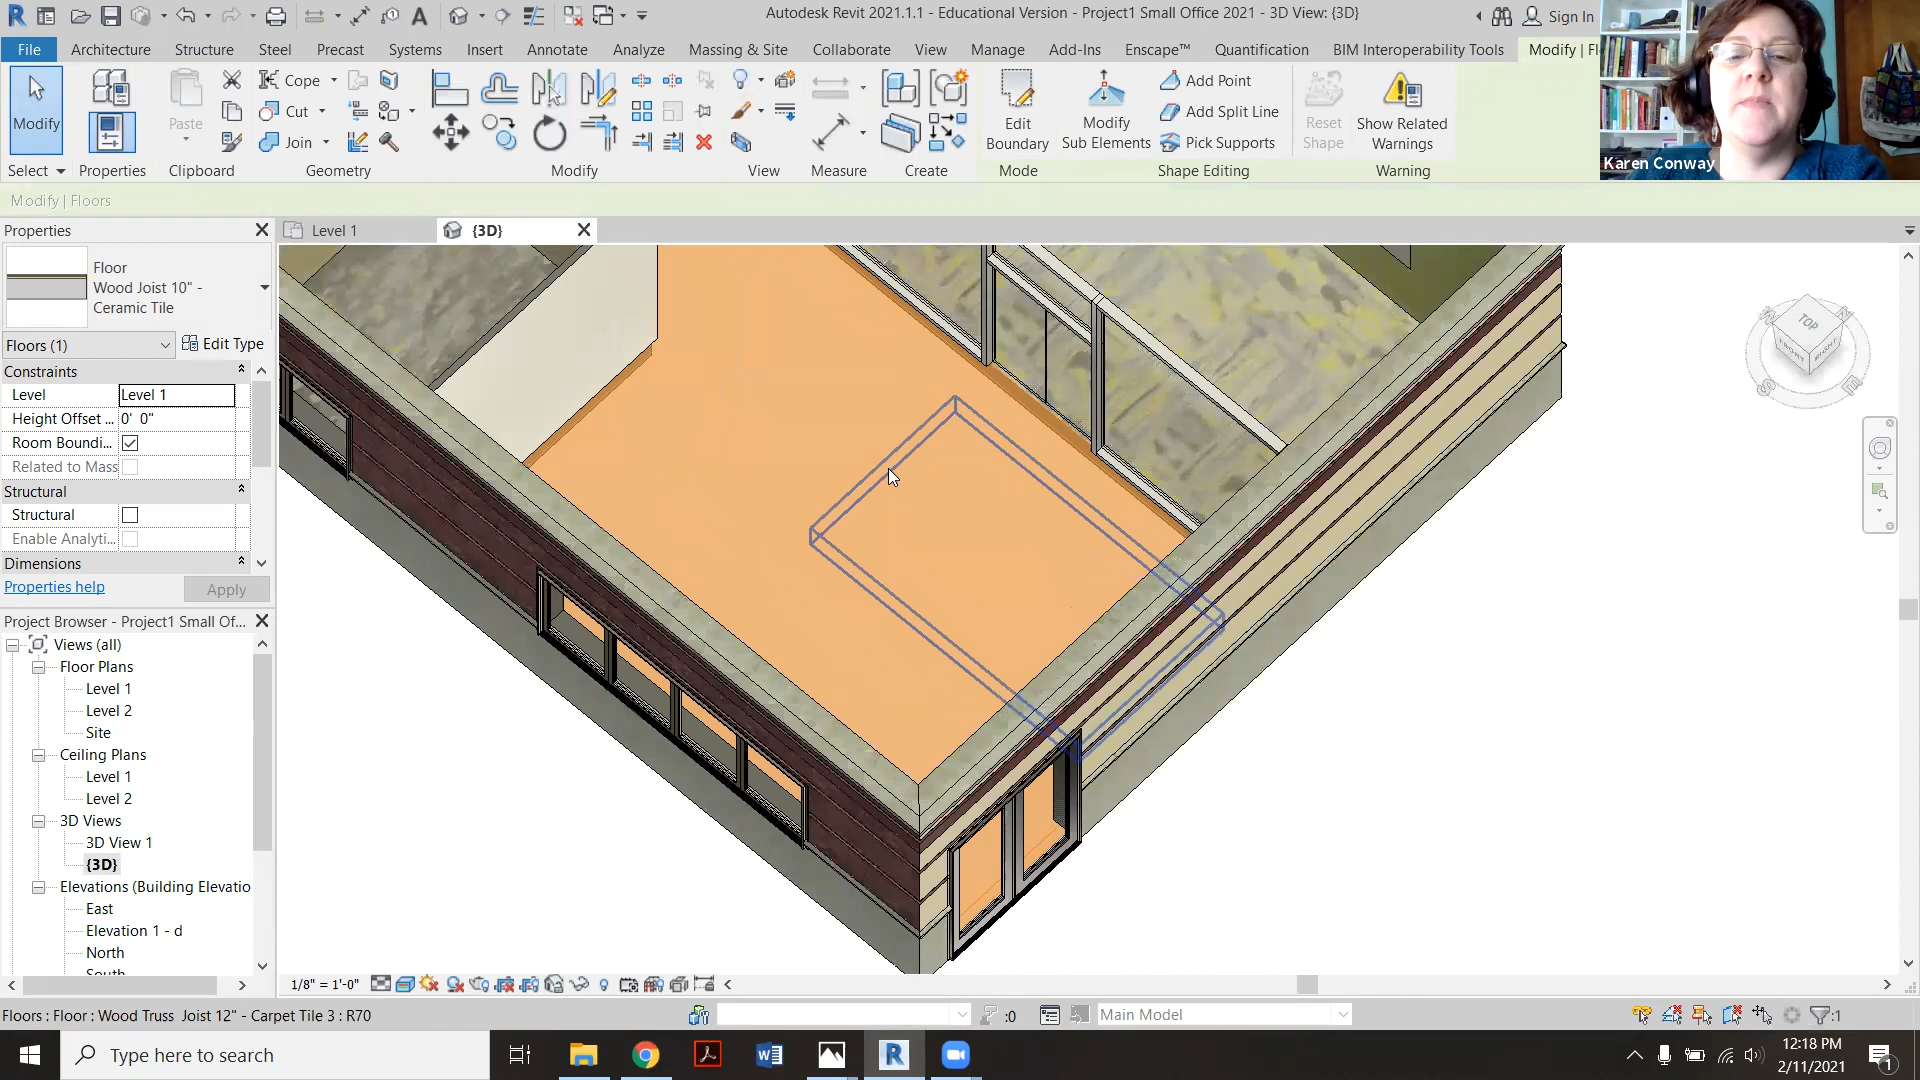 Autodesk Revit 2021.1.1 - Educational Version - Project1 Small Office 2021 - 3D View: {3D}
Sign In
File
Architecture
Structure
Steel
Precast
Systems
Insert
Annotate
Analyze
Massing & Site
Collaborate
View
Manage
Add-Ins
Enscape™
Quantification
BIM Interoperability Tools
Modify | Fl
Modify
Paste
Cope
Cut
Join
Edit Boundary
Modify Sub Elements
Add Point
Add Split Line
Pick Supports
Reset Shape
Show Related Warnings
Karen Conway
Select
Properties
Clipboard
Geometry
Modify
View
Measure
Create
Mode
Shape Editing
Warning
Modify | Floors
Properties
Level 1
{3D}
Floor
Wood Joist 10" -
Ceramic Tile
Floors (1)
Edit Type
Constraints
Level
Level 1
Height Offset ...
0' 0"
Room Boundi...
Related to Mass
Structural
Structural
Enable Analyti...
Dimensions
Properties help
Apply
Project Browser - Project1 Small Of...
Views (all)
Floor Plans
Level 1
Level 2
Site
Ceiling Plans
Level 1
Level 2
3D Views
3D View 1
{3D}
Elevations (Building Elevatio
East
Elevation 1 - d
North
South
TOP
FRONT
RIGHT
1/8" = 1'-0"
Floors : Floor : Wood Truss Joist 12" - Carpet Tile 3 : R70
:0
Main Model
:1
Type here to search
12:18 PM
2/11/2021
1